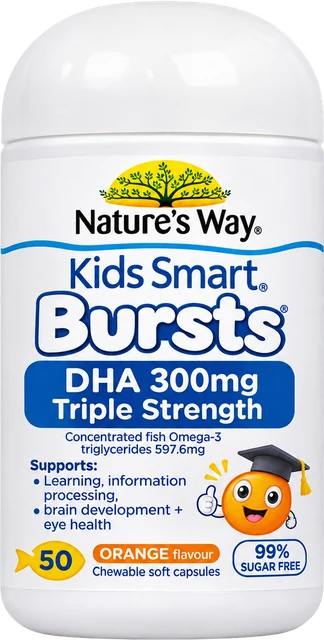 Nature's Way®
Kids Smart®
Bursts®
DHA 300mg
Triple Strength
Concentrated fish Omega-3
triglycerides 597.6mg
Supports:
• Learning, information
processing,
• brain development +
eye health
50
ORANGE flavour
Chewable soft capsules
99%
SUGAR FREE